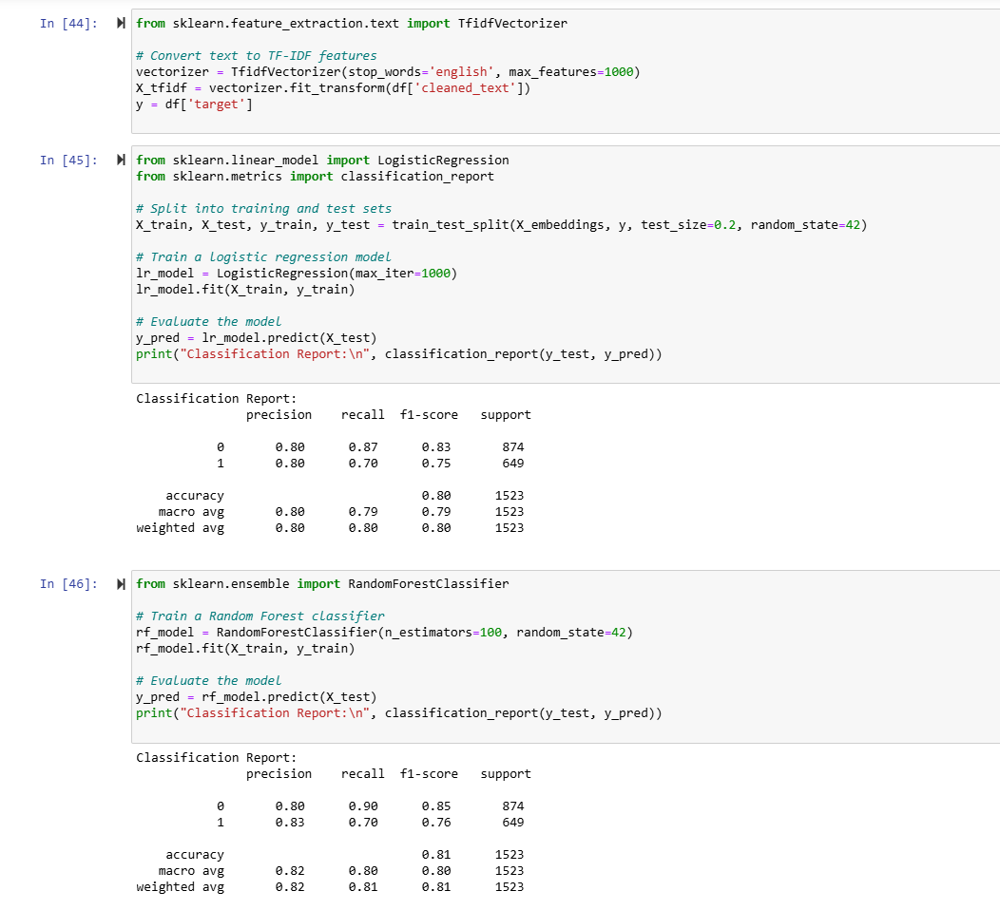 In [44]:
from sklearn.feature_extraction.text import TfidfVectorizer
# Convert text to TF-IDF features
vectorizer = TfidfVectorizer(stop_words='english', max_features=1000)
X_tfidf = vectorizer.fit_transform(df['cleaned_text'])
y = df['target']
In [45]:
from sklearn.linear_model import LogisticRegression
from sklearn.metrics import classification_report
# Split into training and test sets
X_train, X_test, y_train, y_test = train_test_split(X_embeddings, y, test_size=0.2, random_state=42)
# Train a logistic regression model
lr_model = LogisticRegression(max_iter=1000)
lr_model.fit(X_train, y_train)
# Evaluate the model
y_pred = lr_model.predict(X_test)
print("Classification Report:\n", classification_report(y_test, y_pred))
Classification Report:
precision recall f1-score support
0 0.80 0.87 0.83 874
1 0.80 0.70 0.75 649
accuracy 0.80 1523
macro avg 0.80 0.79 0.79 1523
weighted avg 0.80 0.80 0.80 1523
In [46]:
from sklearn.ensemble import RandomForestClassifier
# Train a Random Forest classifier
rf_model = RandomForestClassifier(n_estimators=100, random_state=42)
rf_model.fit(X_train, y_train)
# Evaluate the model
y_pred = rf_model.predict(X_test)
print("Classification Report:\n", classification_report(y_test, y_pred))
Classification Report:
precision recall f1-score support
0 0.80 0.90 0.85 874
1 0.83 0.70 0.76 649
accuracy 0.81 1523
macro avg 0.82 0.80 0.80 1523
weighted avg 0.82 0.81 0.81 1523